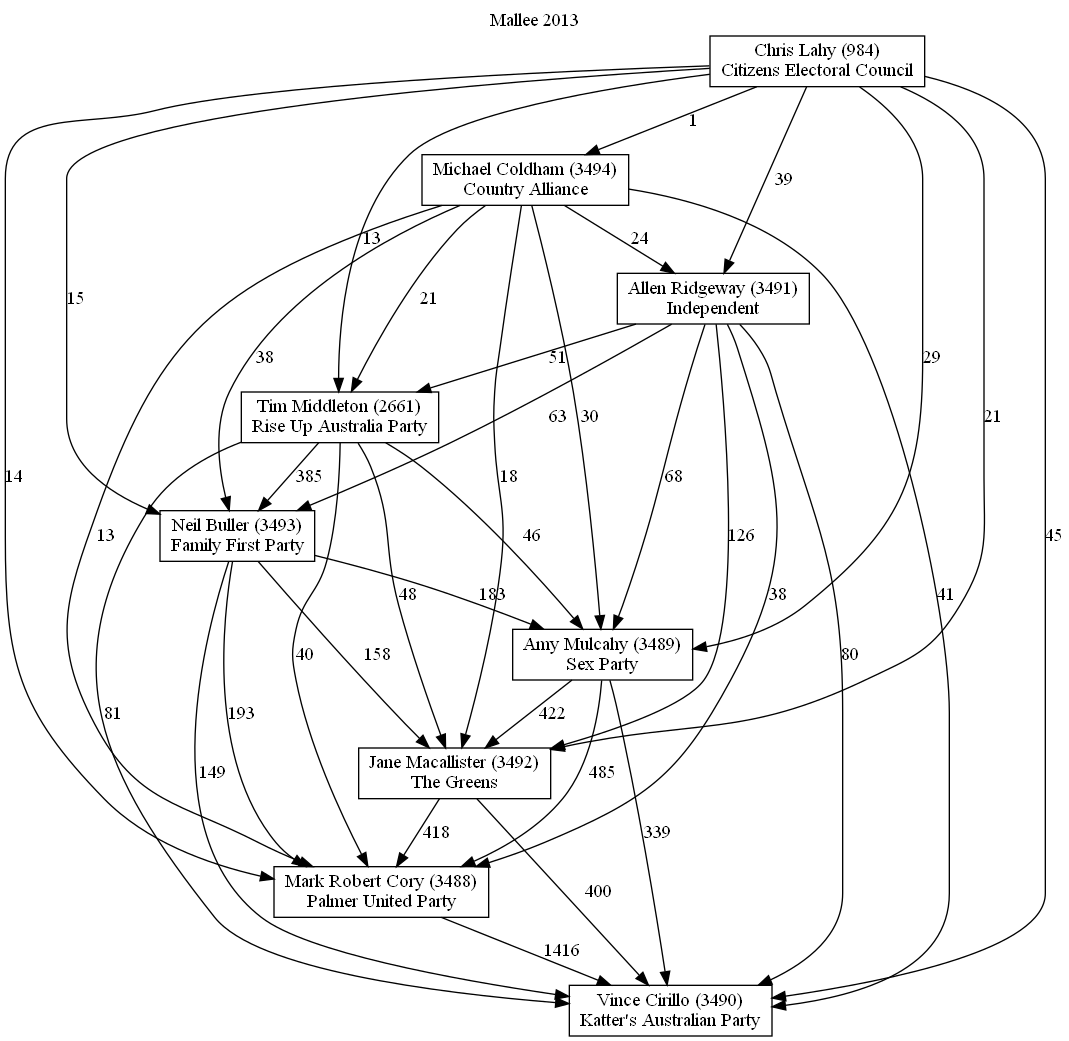 Mallee 2013
Chris Lahy (984)
Citizens Electoral Council
1
Michael Coldham (3494)
Country Alliance
39
13
24
Allen Ridgeway (3491)
Independent
15
21
38
51
29
Tim Middleton (2661)
Rise Up Australia Party
63
30
21
14
385
18
68
Neil Buller (3493)
Family First Party
13
46
126
45
183
48
38
41
Amy Mulcahy (3489)
Sex Party
40
158
80
81
193
422
Jane Macallister (3492)
The Greens
149
485
418
339
Mark Robert Cory (3488)
Palmer United Party
400
1416
Vince Cirillo (3490)
Katter's Australian Party